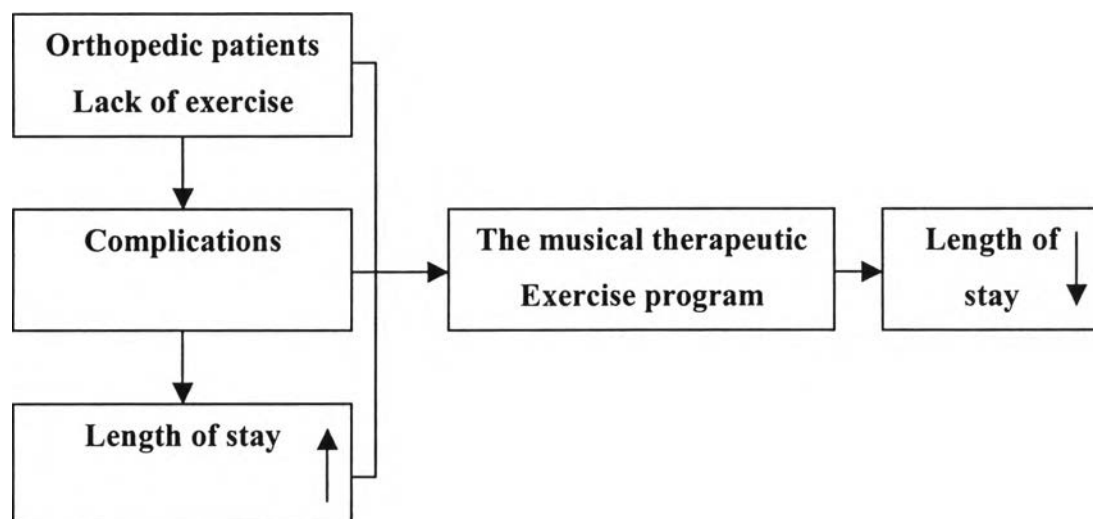 Orthopedic patients
Lack of exercise
Complications
Length of stay
The musical therapeutic
Exercise program
Length of
stay